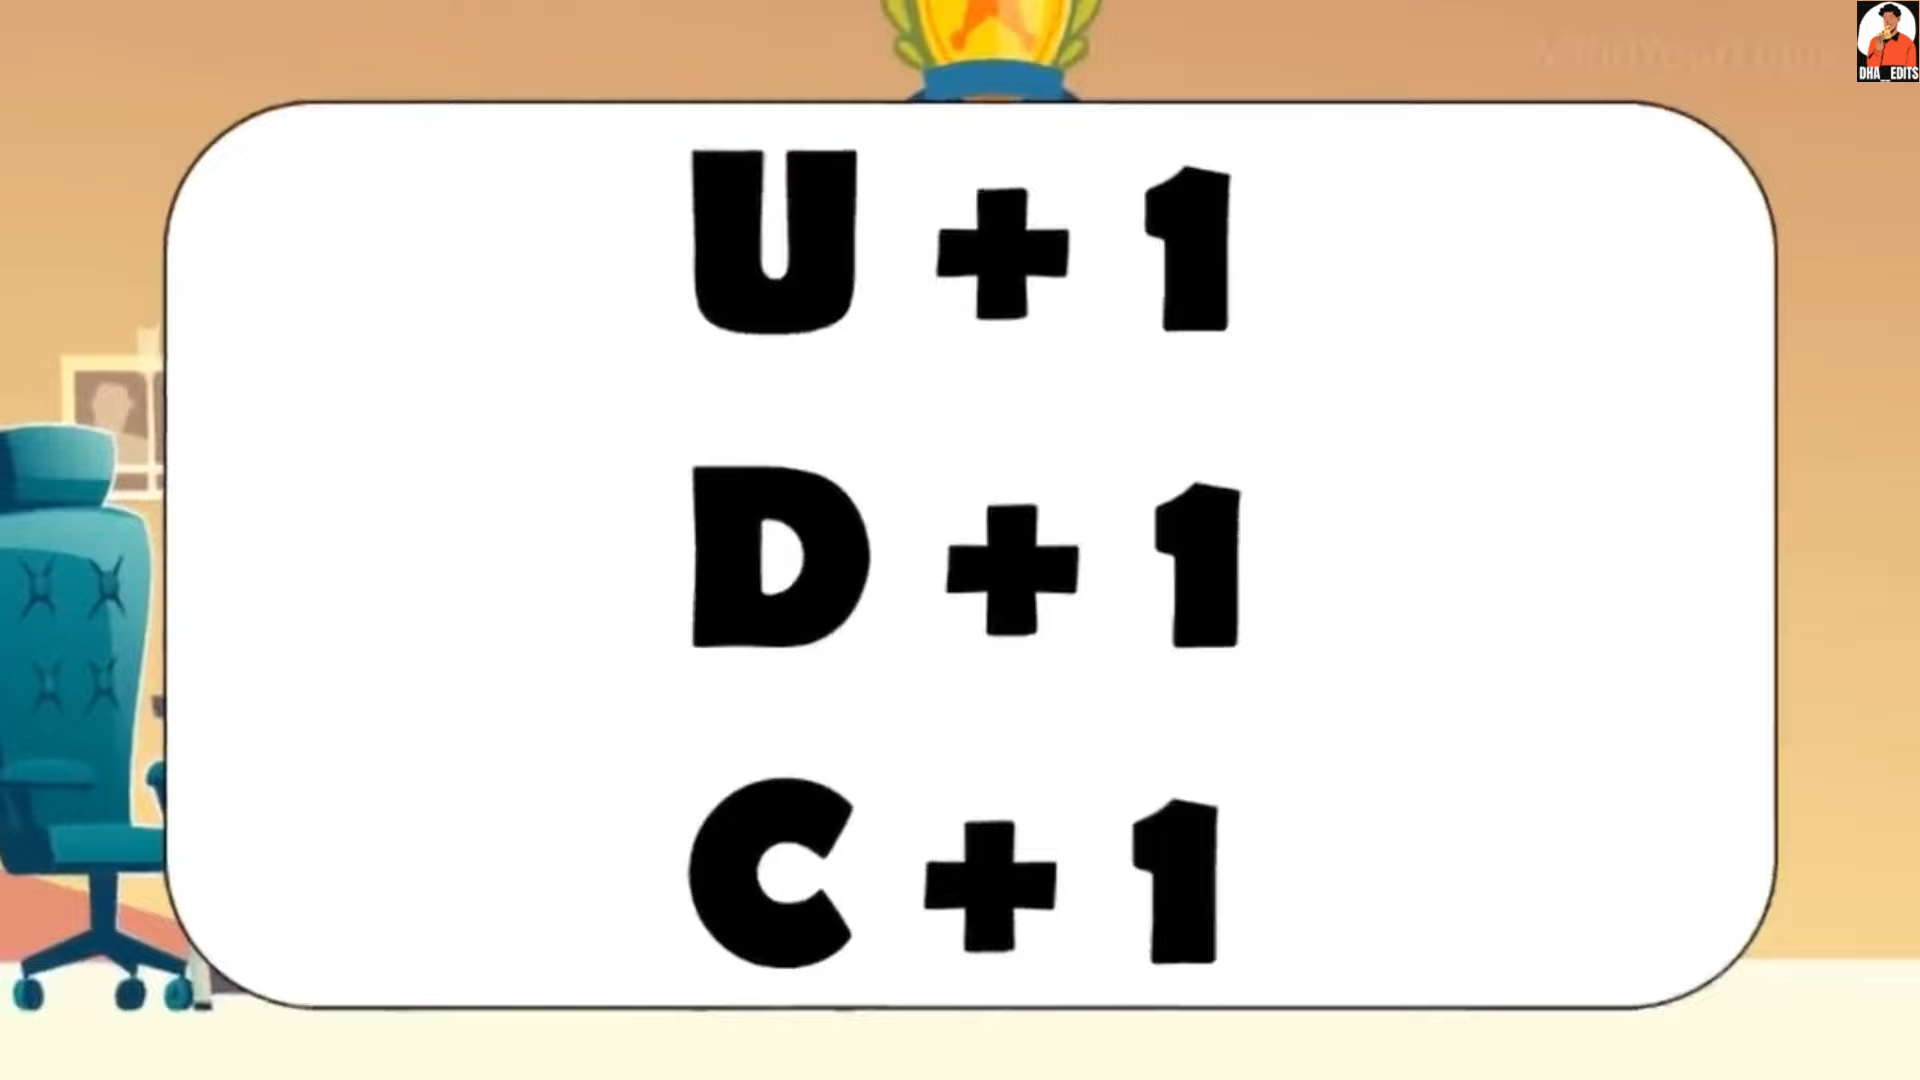 DHA_EDITS
U + 1
D + 1
C + 1